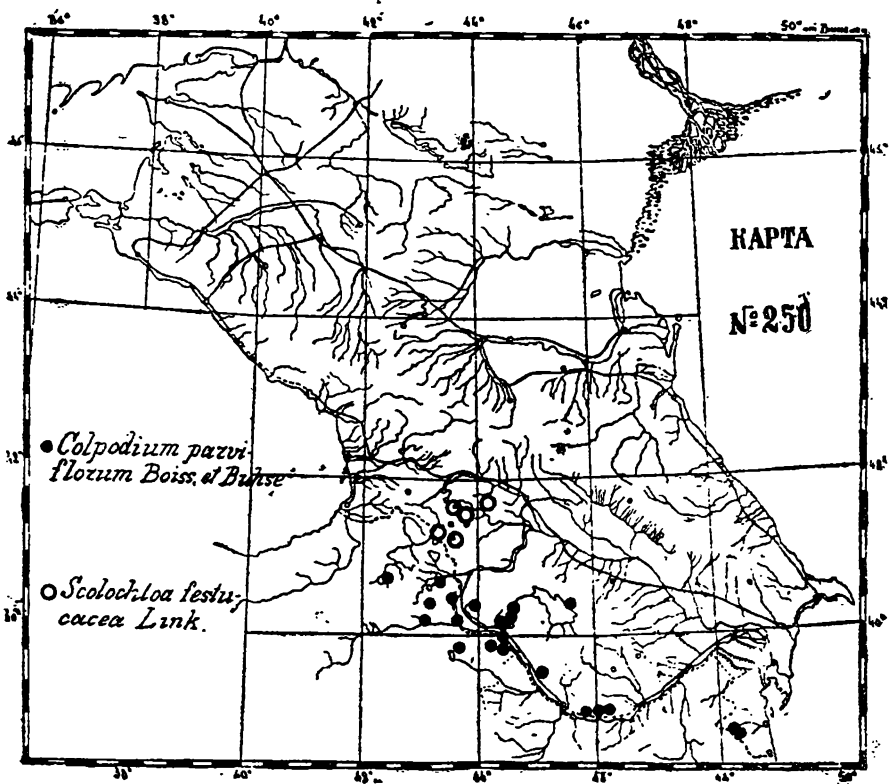 36° 38° 40° 42° 44° 46° 48° 50°
КАРТА
№ 250
Colpodium parvi-
florum Boiss. et Buhse
Scolochloa festu-
cacea Link.